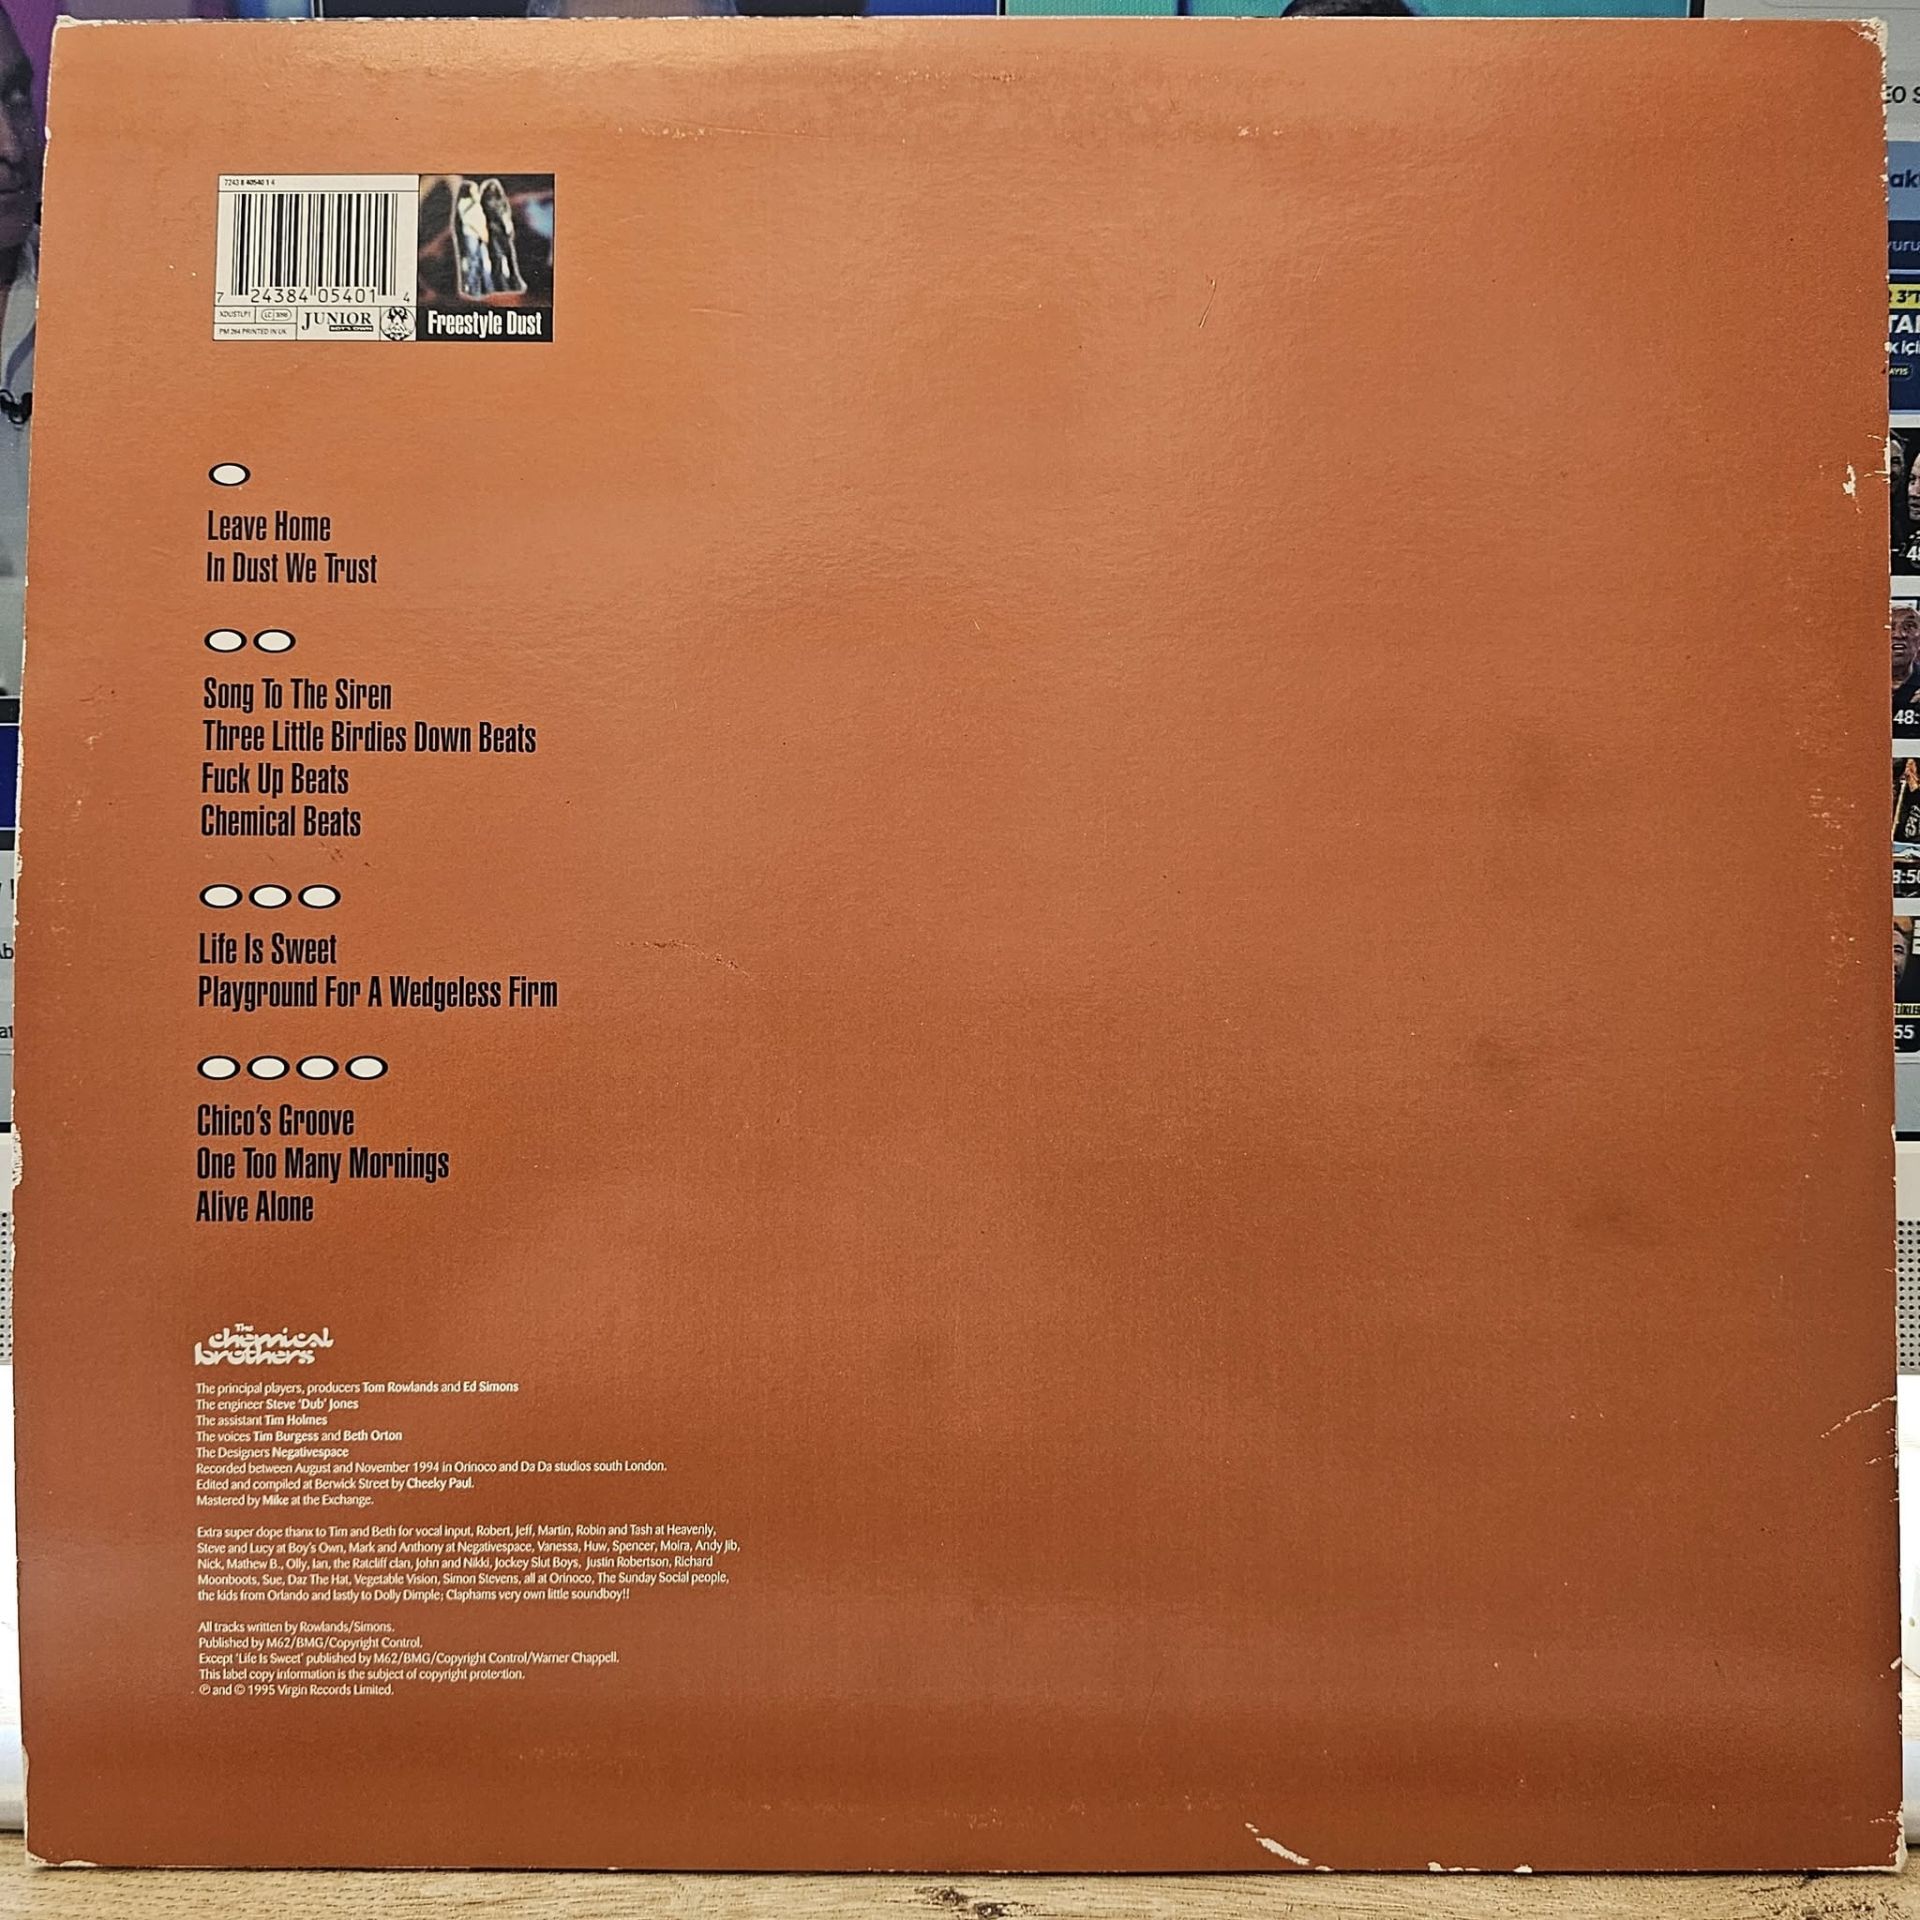 7243 8 40540 1 4
7 24384 05401 4
XDUSTLP1
LC 3098
JUNIOR
BOY'S OWN
PM 264 PRINTED IN UK
Freestyle Dust
Leave Home
In Dust We Trust
Song To The Siren
Three Little Birdies Down Beats
Fuck Up Beats
Chemical Beats
Life Is Sweet
Playground For A Wedgeless Firm
Chico's Groove
One Too Many Mornings
Alive Alone
The
chemical
brothers
The principal players, producers Tom Rowlands and Ed Simons
The engineer Steve 'Dub' Jones
The assistant Tim Holmes
The voices Tim Burgess and Beth Orton
The Designers Negativespace
Recorded between August and November 1994 in Orinoco and Da Da studios south London.
Edited and compiled at Berwick Street by Cheeky Paul.
Mastered by Mike at the Exchange.
Extra super dope thanx to Tim and Beth for vocal input, Robert, Jeff, Martin, Robin and Tash at Heavenly,
Steve and Lucy at Boy's Own, Mark and Anthony at Negativespace, Vanessa, Huw, Spencer, Moira, Andy Jib,
Nick, Mathew B., Olly, Ian, the Ratcliff clan, John and Nikki, Jockey Slut Boys, Justin Robertson, Richard
Moonboots, Sue, Daz The Hat, Vegetable Vision, Simon Stevens, all at Orinoco, The Sunday Social people,
the kids from Orlando and lastly to Dolly Dimple; Claphams very own little soundboy!!
All tracks written by Rowlands/Simons.
Published by M62/BMG/Copyright Control.
Except 'Life Is Sweet' published by M62/BMG/Copyright Control/Warner Chappell.
This label copy information is the subject of copyright protection.
℗ and © 1995 Virgin Records Limited.